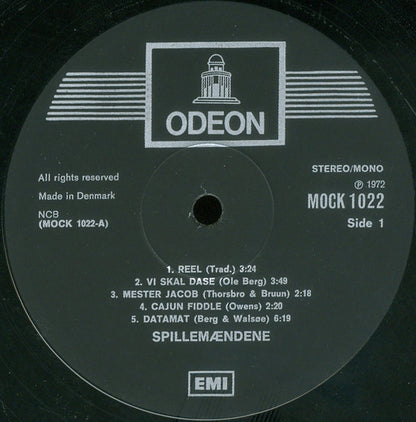 ODEON
All rights reserved
Made in Denmark
NCB
(MOCK 1022-A)
STEREO/MONO
Ⓟ 1972
MOCK 1022
Side 1
1. REEL (Trad.) 3:24
2. VI SKAL DASE (Ole Berg) 3:49
3. MESTER JACOB (Thorsbro & Bruun) 2:18
4. CAJUN FIDDLE (Owens) 2:20
5. DATAMAT (Berg & Walsøe) 6:19
SPILLEMÆNDENE
EMI